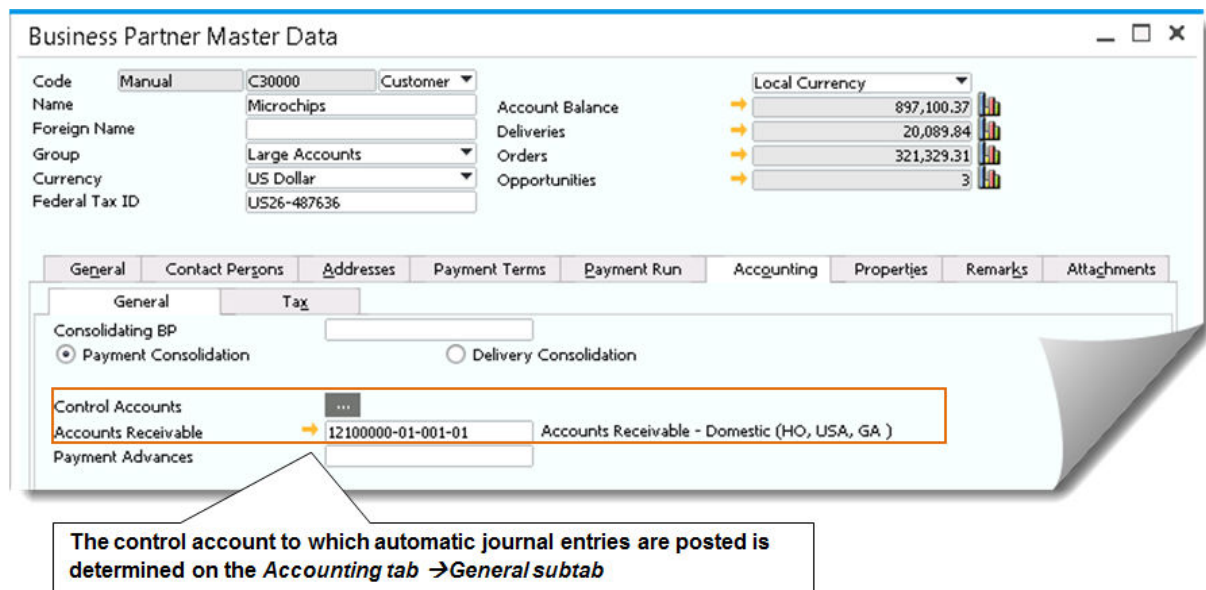 Business Partner Master Data
Code Manual C30000 Customer Local Currency
Name Microchips Account Balance 897,100.37
Foreign Name Deliveries 20,089.84
Group Large Accounts Orders 321,329.31
Currency US Dollar Opportunities 3
Federal Tax ID US26-487636
General Contact Persons Addresses Payment Terms Payment Run Accounting Properties Remarks Attachments
General Tax
Consolidating BP
Payment Consolidation Delivery Consolidation
Control Accounts ...
Accounts Receivable 12100000-01-001-01 Accounts Receivable - Domestic (HO, USA, GA )
Payment Advances
The control account to which automatic journal entries are posted is
determined on the Accounting tab →General subtab